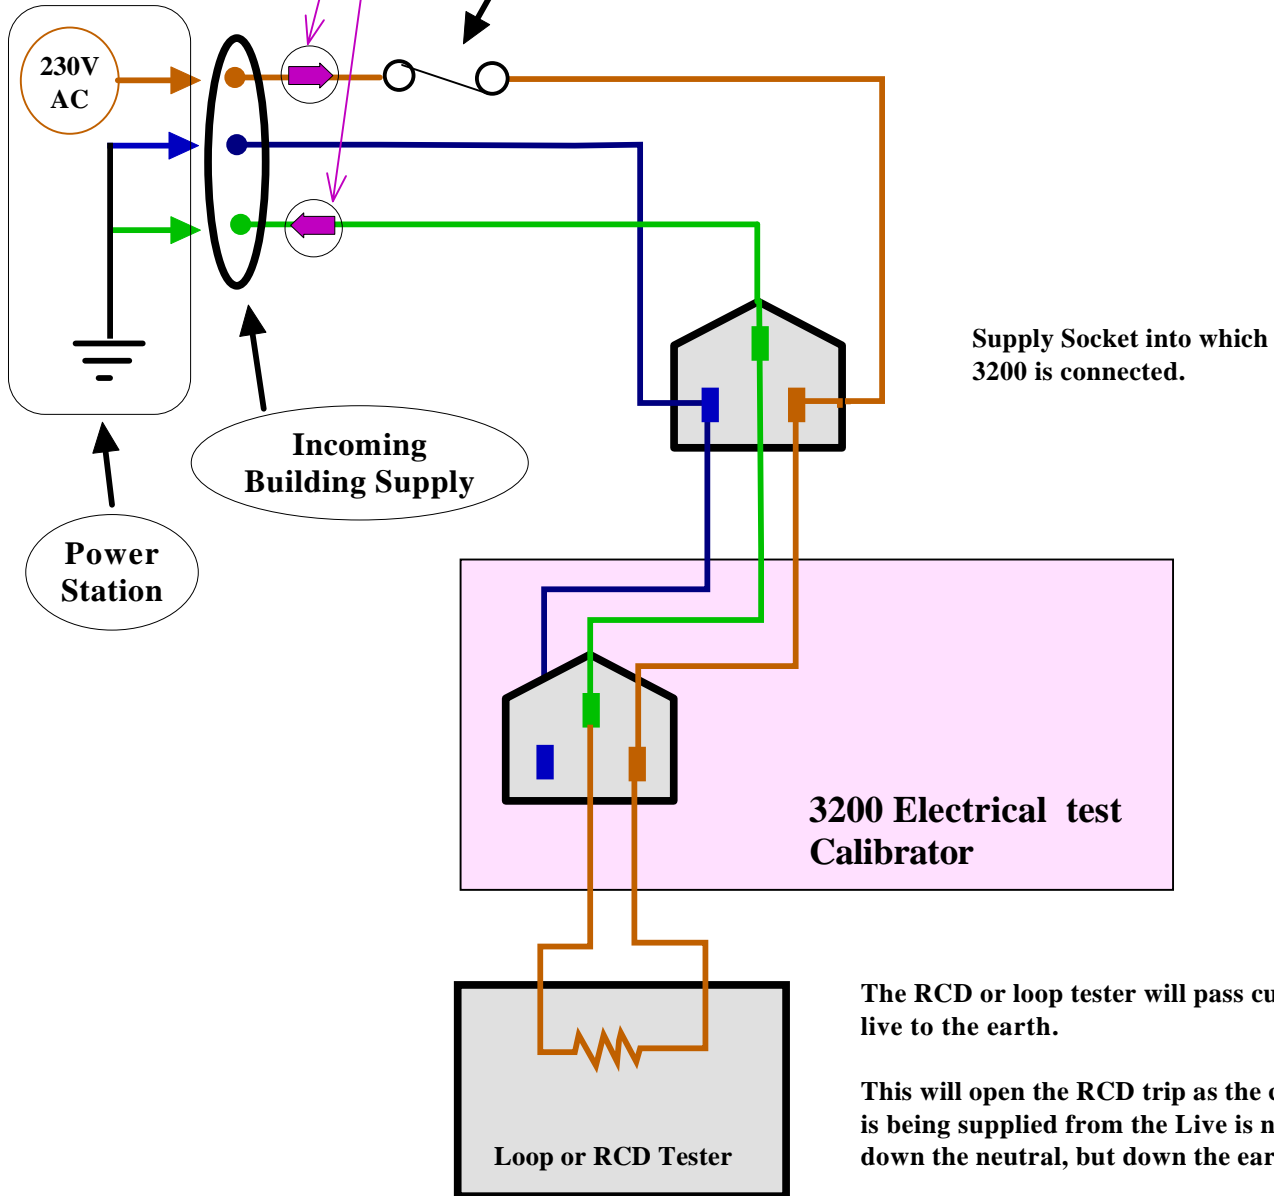 230V
AC
Supply Socket into which
3200 is connected.
Incoming
Building Supply
Power
Station
3200 Electrical test
Calibrator
The RCD or loop tester will pass
live to the earth.
This will open the RCD trip as the
is being supplied from the Live is
down the neutral, but down the
Loop or RCD Tester